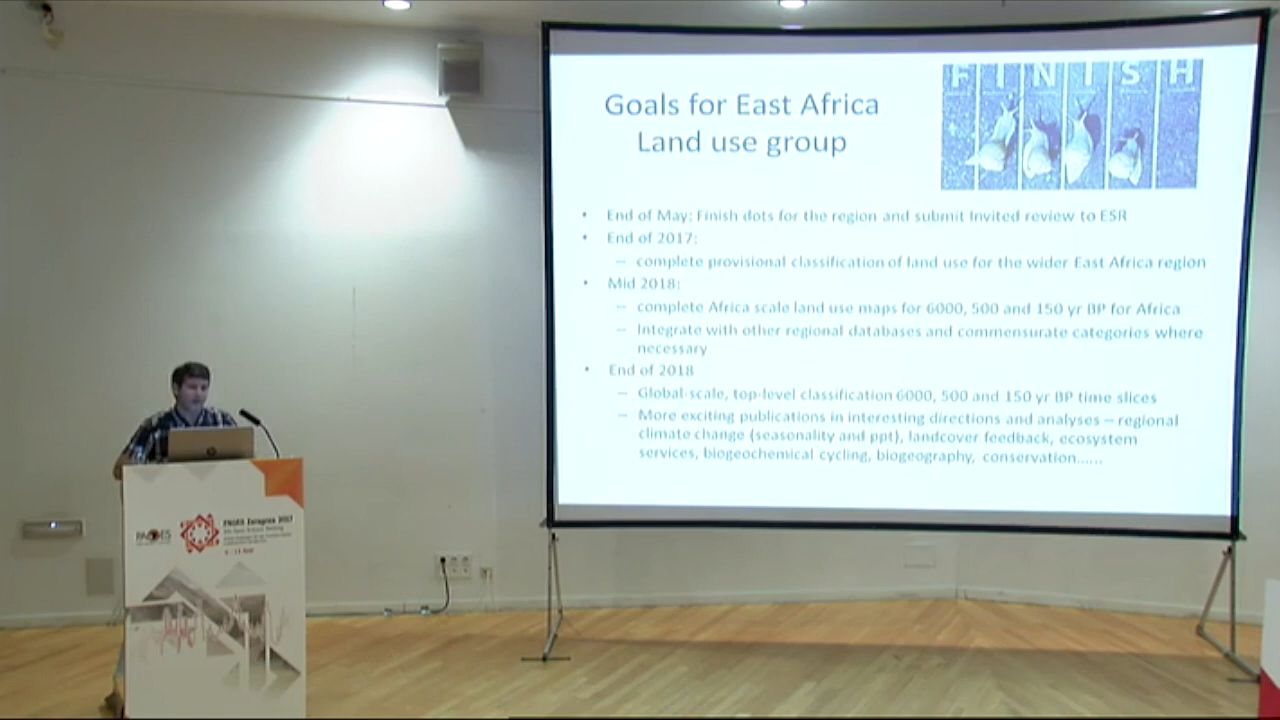 FINISH
Goals for East Africa
Land use group
• End of May: Finish dots for the region and submit Invited review to ESR
• End of 2017:
– complete provisional classification of land use for the wider East Africa region
• Mid 2018:
– complete Africa scale land use maps for 6000, 500 and 150 yr BP for Africa
– Integrate with other regional databases and commensurate categories where
necessary
• End of 2018
– Global-scale, top-level classification 6000, 500 and 150 yr BP time slices
– More exciting publications in interesting directions and analyses – regional
climate change (seasonality and ppt), landcover feedback, ecosystem
services, biogeochemical cycling, biogeography, conservation......
PAGES
PAGES Zaragoza 2017